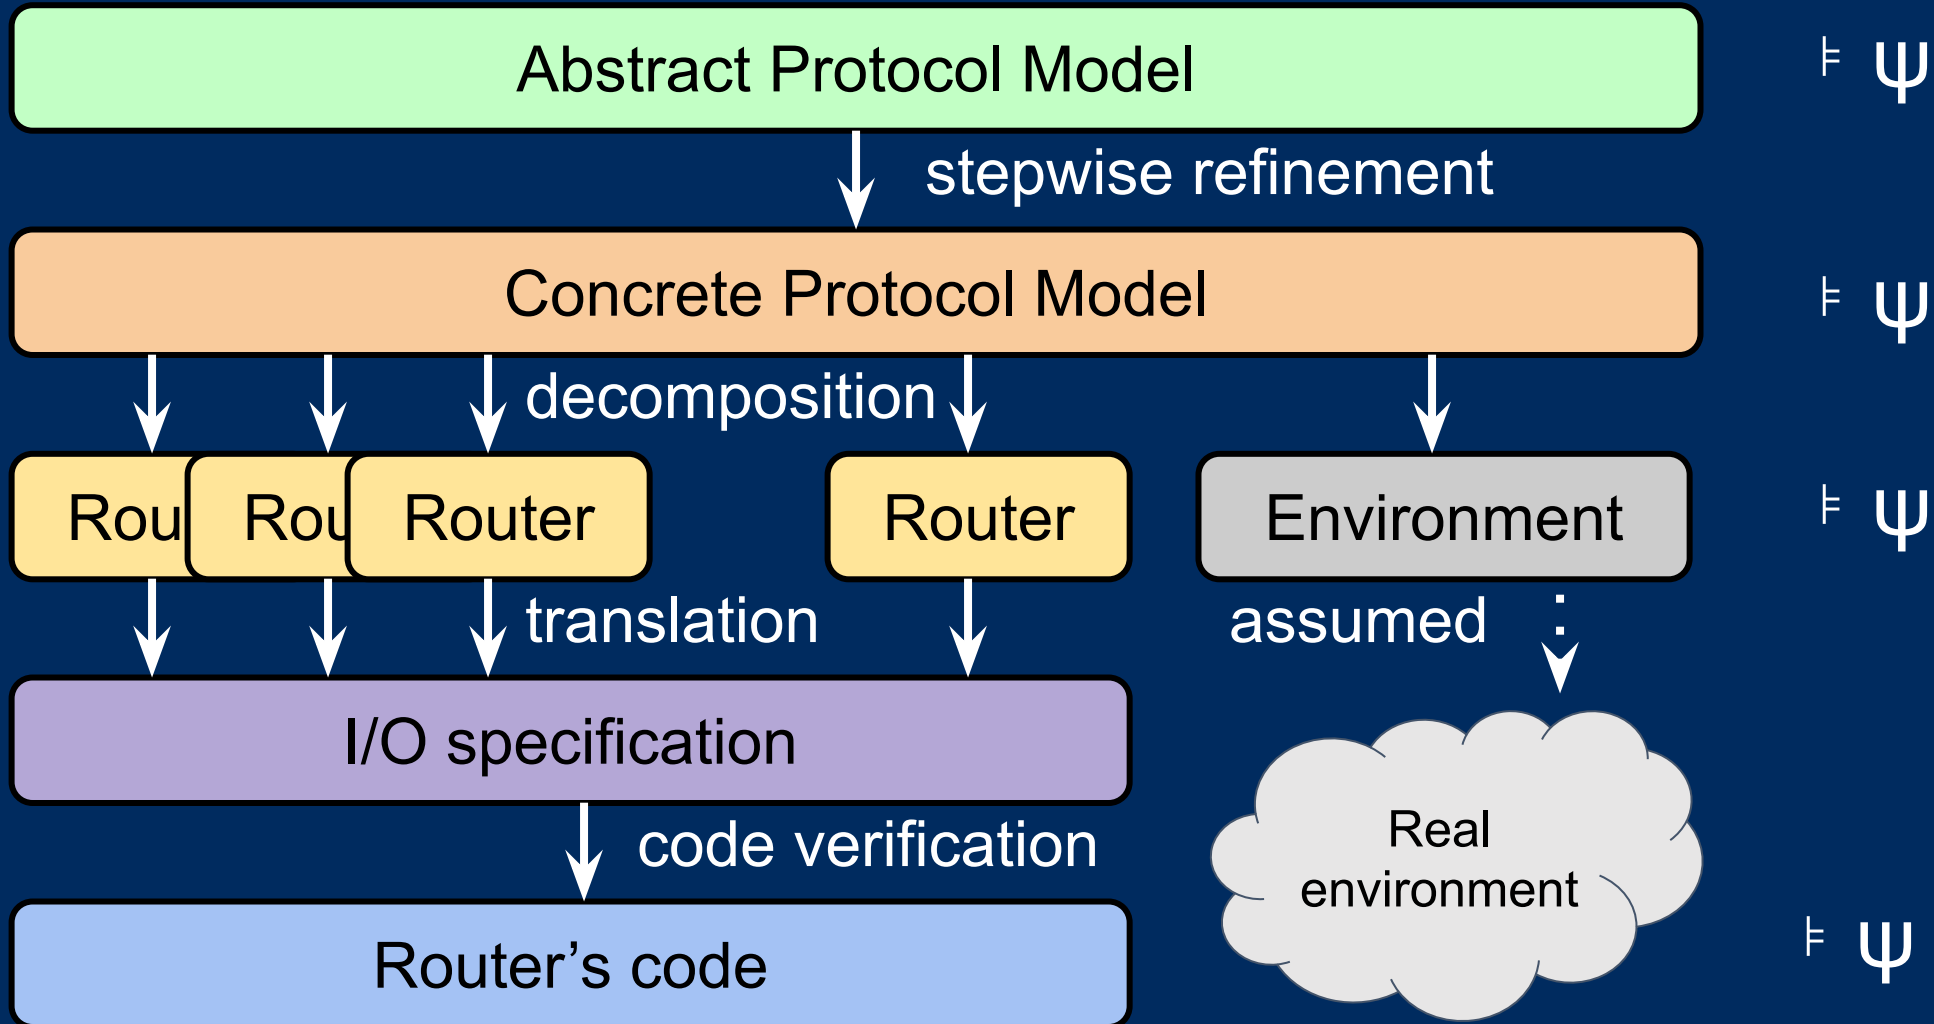 Abstract Protocol Model
⊧ ψ
stepwise refinement
Concrete Protocol Model
⊧ ψ
decomposition
Rou
Rou
Router
Router
Environment
⊧ ψ
translation
assumed
I/O specification
code verification
Real
environment
Router’s code
⊧ ψ